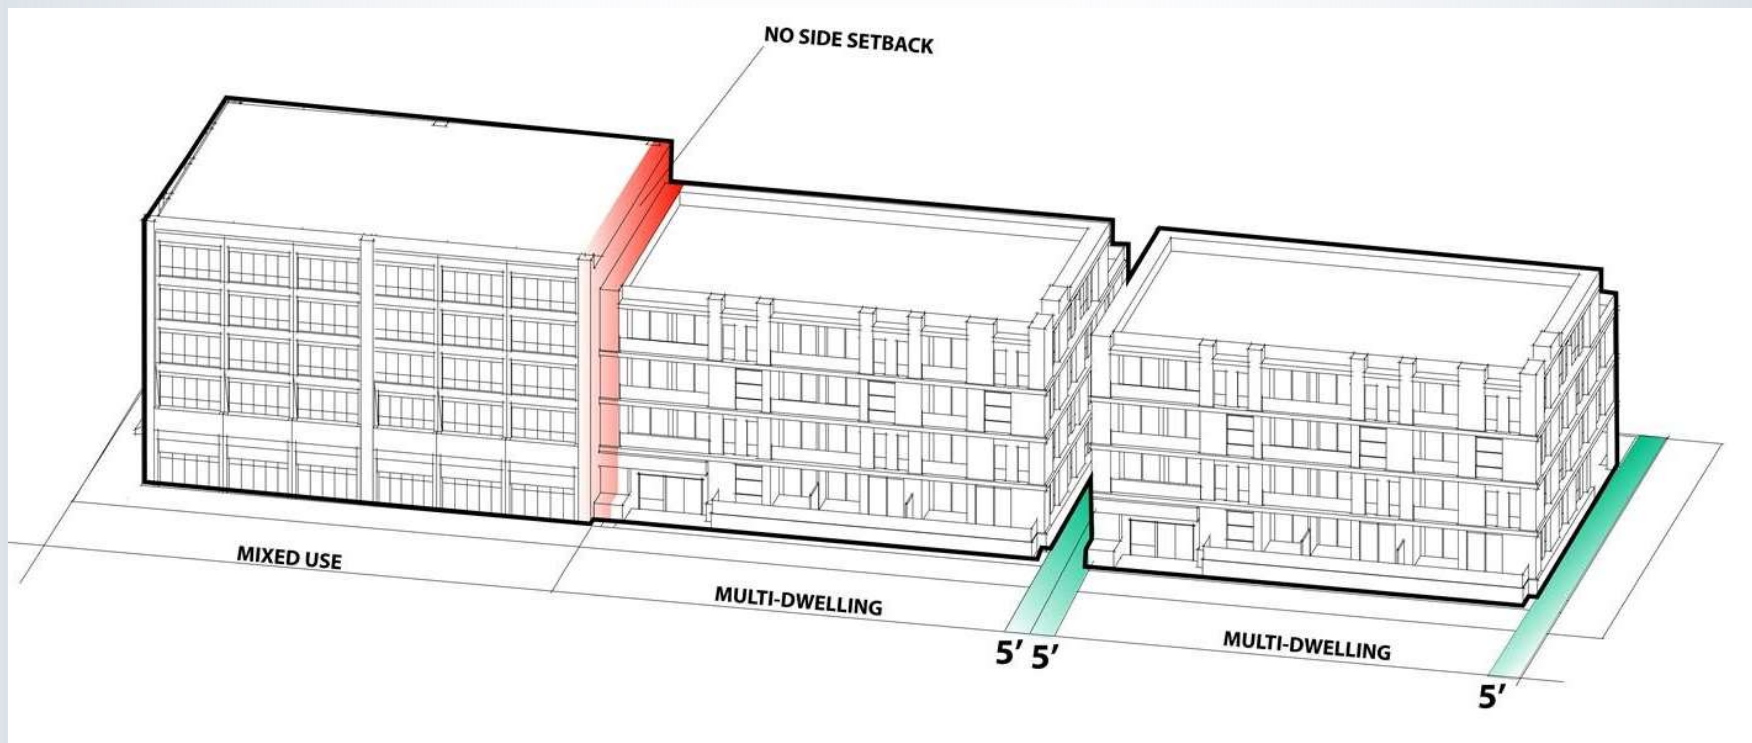 NO SIDE SETBACK
MIXED USE
MULTI-DWELLING
5′ 5′
MULTI-DWELLING
5′